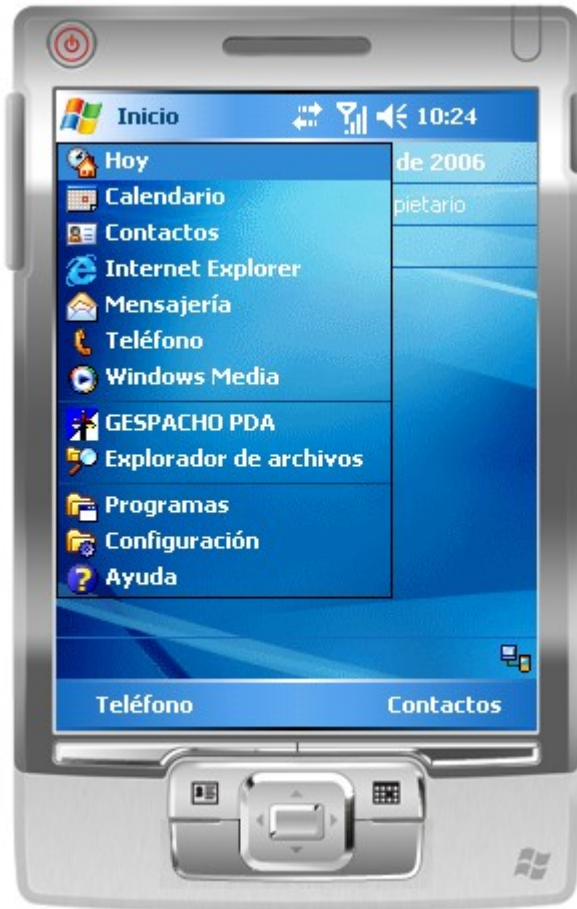 Inicio 10:24
Hoy
de 2006
Calendario
pietario
Contactos
Internet Explorer
Mensajería
Teléfono
Windows Media
GESPACHO PDA
Explorador de archivos
Programas
Configuración
Ayuda
Teléfono Contactos